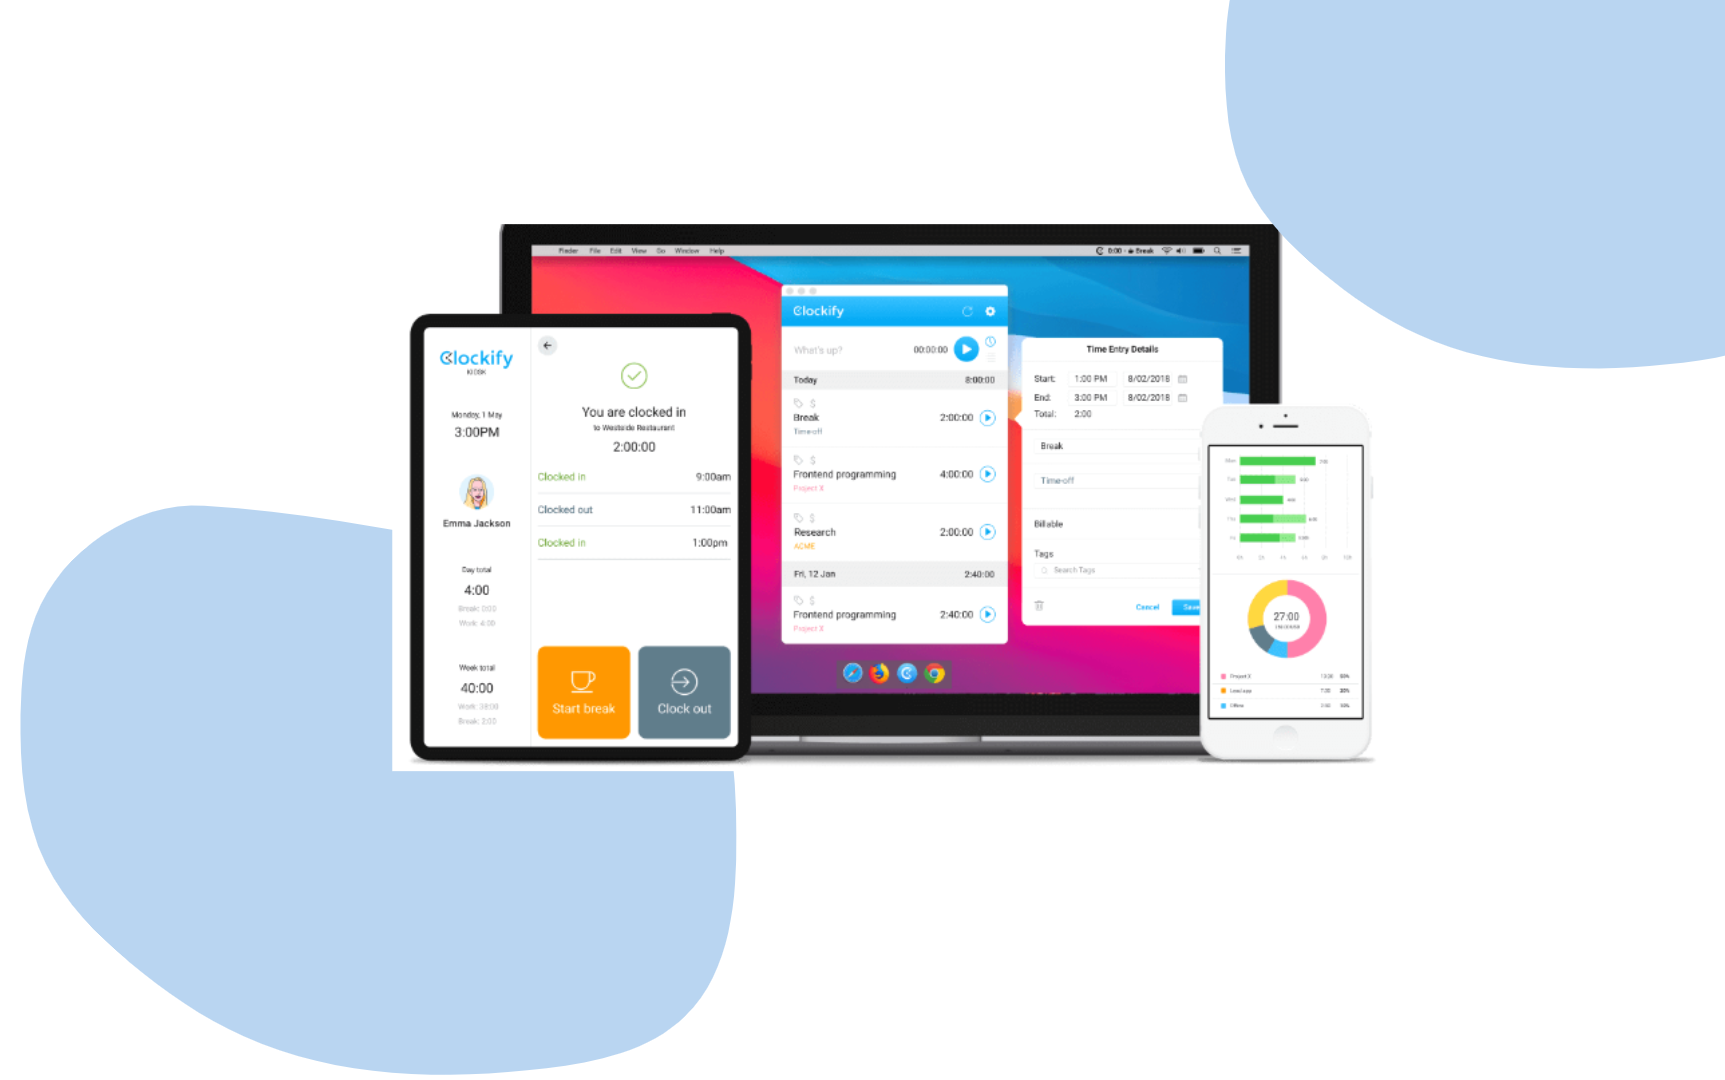 Finder File Edit View Go Window Help
0:00 - Break
Clockify
KIOSK
Monday, 1 May
3:00PM
Emma Jackson
Day total
4:00
Break: 0:00
Work: 4:00
Week total
40:00
Work: 38:00
Break: 2:00
You are clocked in
to Westside Restaurant
2:00:00
Clocked in 9:00am
Clocked out 11:00am
Clocked in 1:00pm
Start break
Clock out
Clockify
What's up? 00:00:00
Today 8:00:00
$
Break 2:00:00
Time-off
$
Frontend programming 4:00:00
Project X
$
Research 2:00:00
ACME
Fri, 12 Jan 2:40:00
$
Frontend programming 2:40:00
Project X
Time Entry Details
Start: 1:00 PM 8/02/2018
End: 3:00 PM 8/02/2018
Total: 2:00
Break
Time-off
Billable
Tags
Search Tags
Cancel Save
Mon
Tue
Wed
27:00
Project X 50%